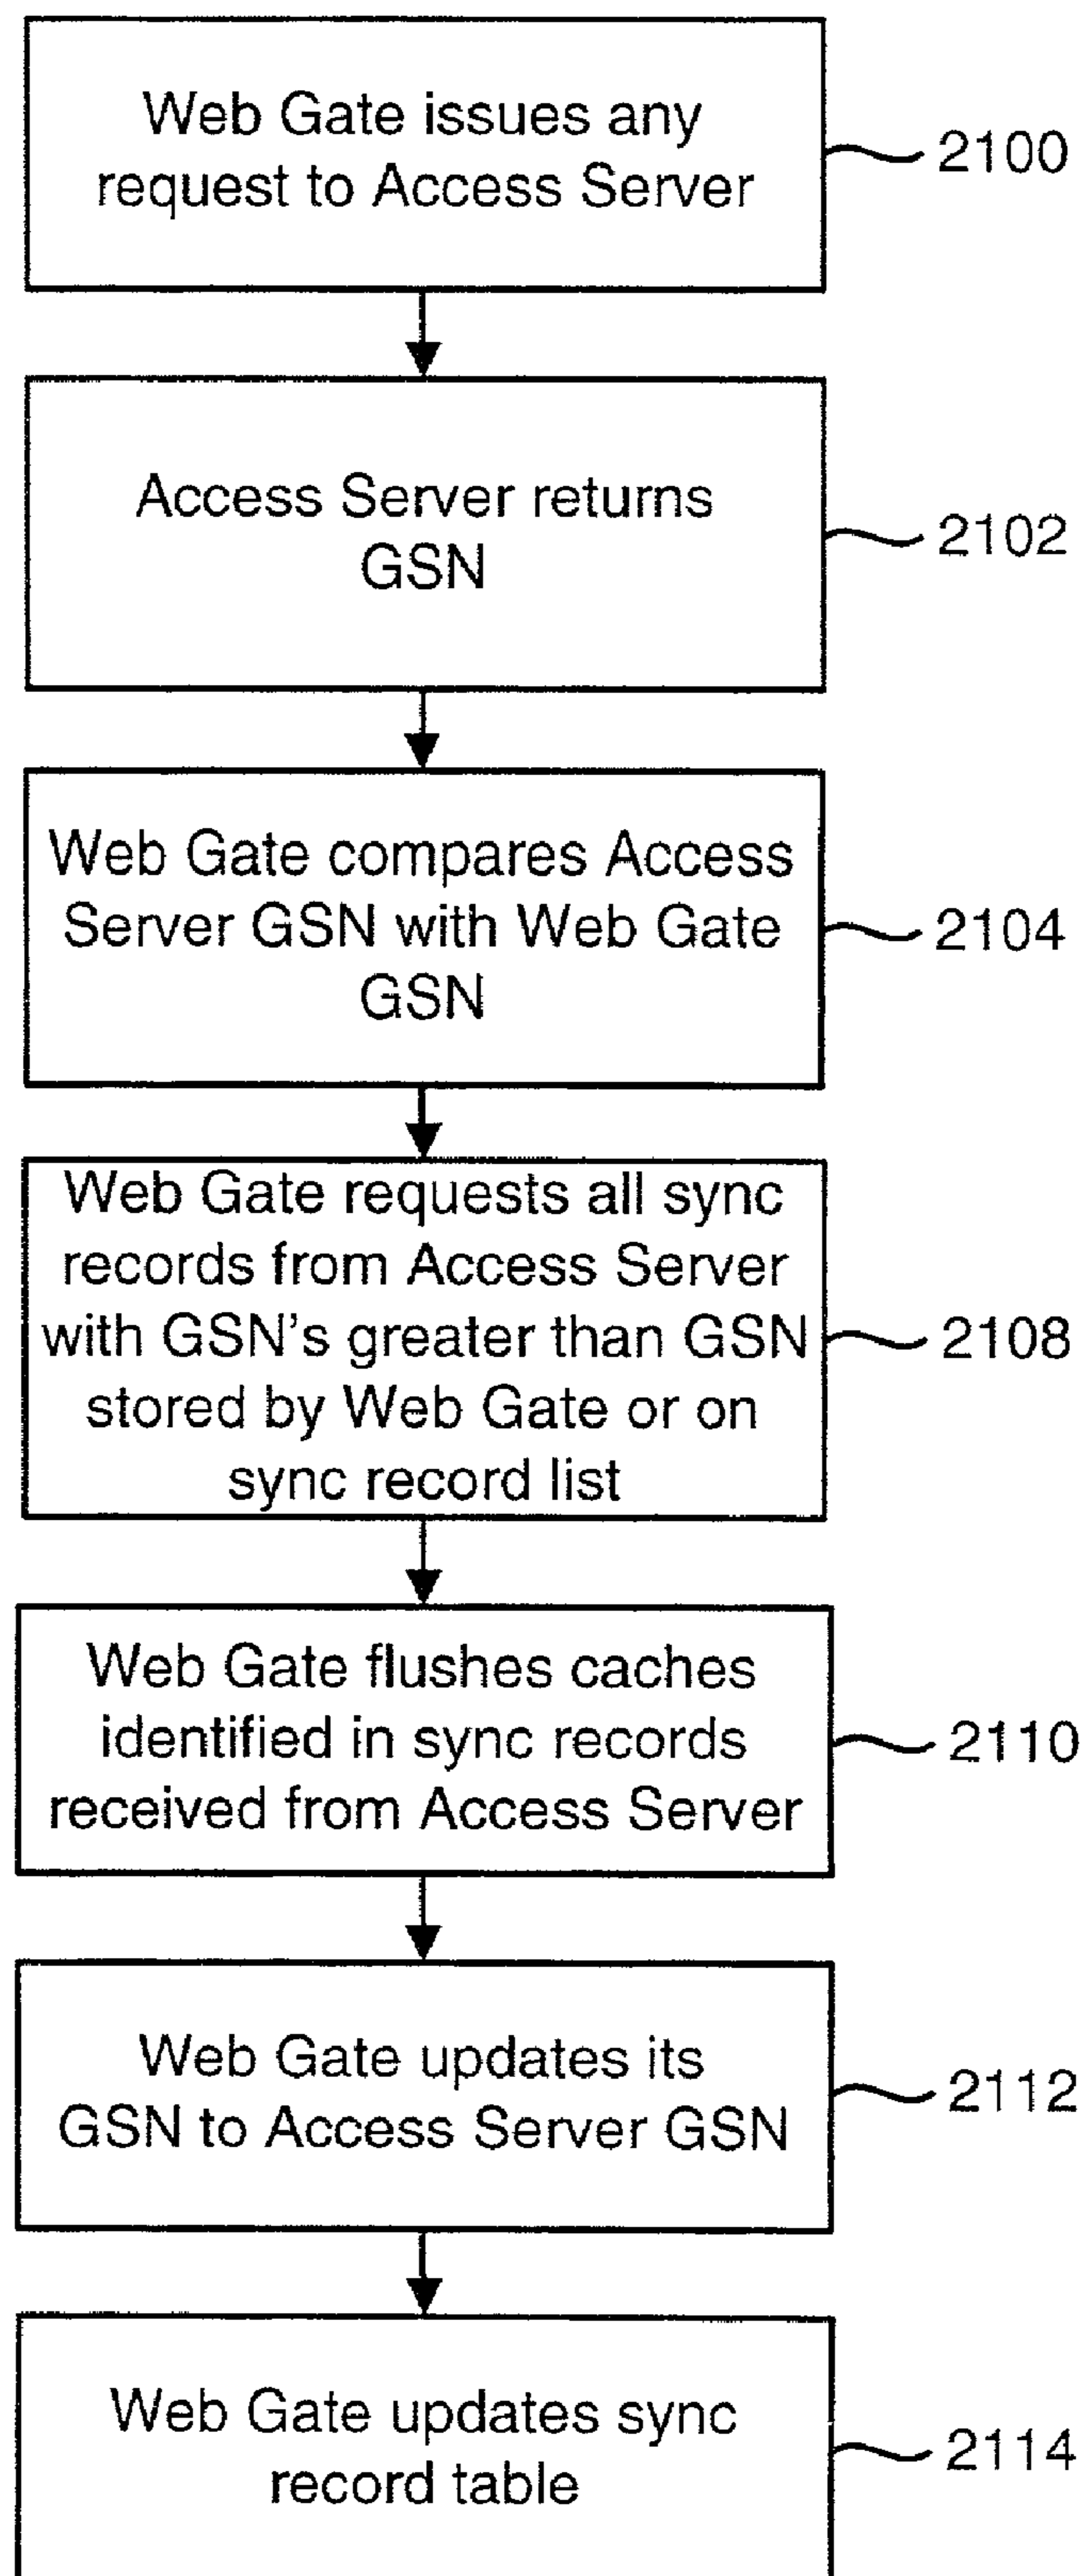 Web Gate issues any
request to Access Server
2100
Access Server returns
GSN
2102
Web Gate compares Access
Server GSN with Web Gate
GSN
2104
Web Gate requests all sync
records from Access Server
with GSN's greater than GSN
stored by Web Gate or on
sync record list
2108
Web Gate flushes caches
identified in sync records
received from Access Server
2110
Web Gate updates its
GSN to Access Server GSN
2112
Web Gate updates sync
record table
2114